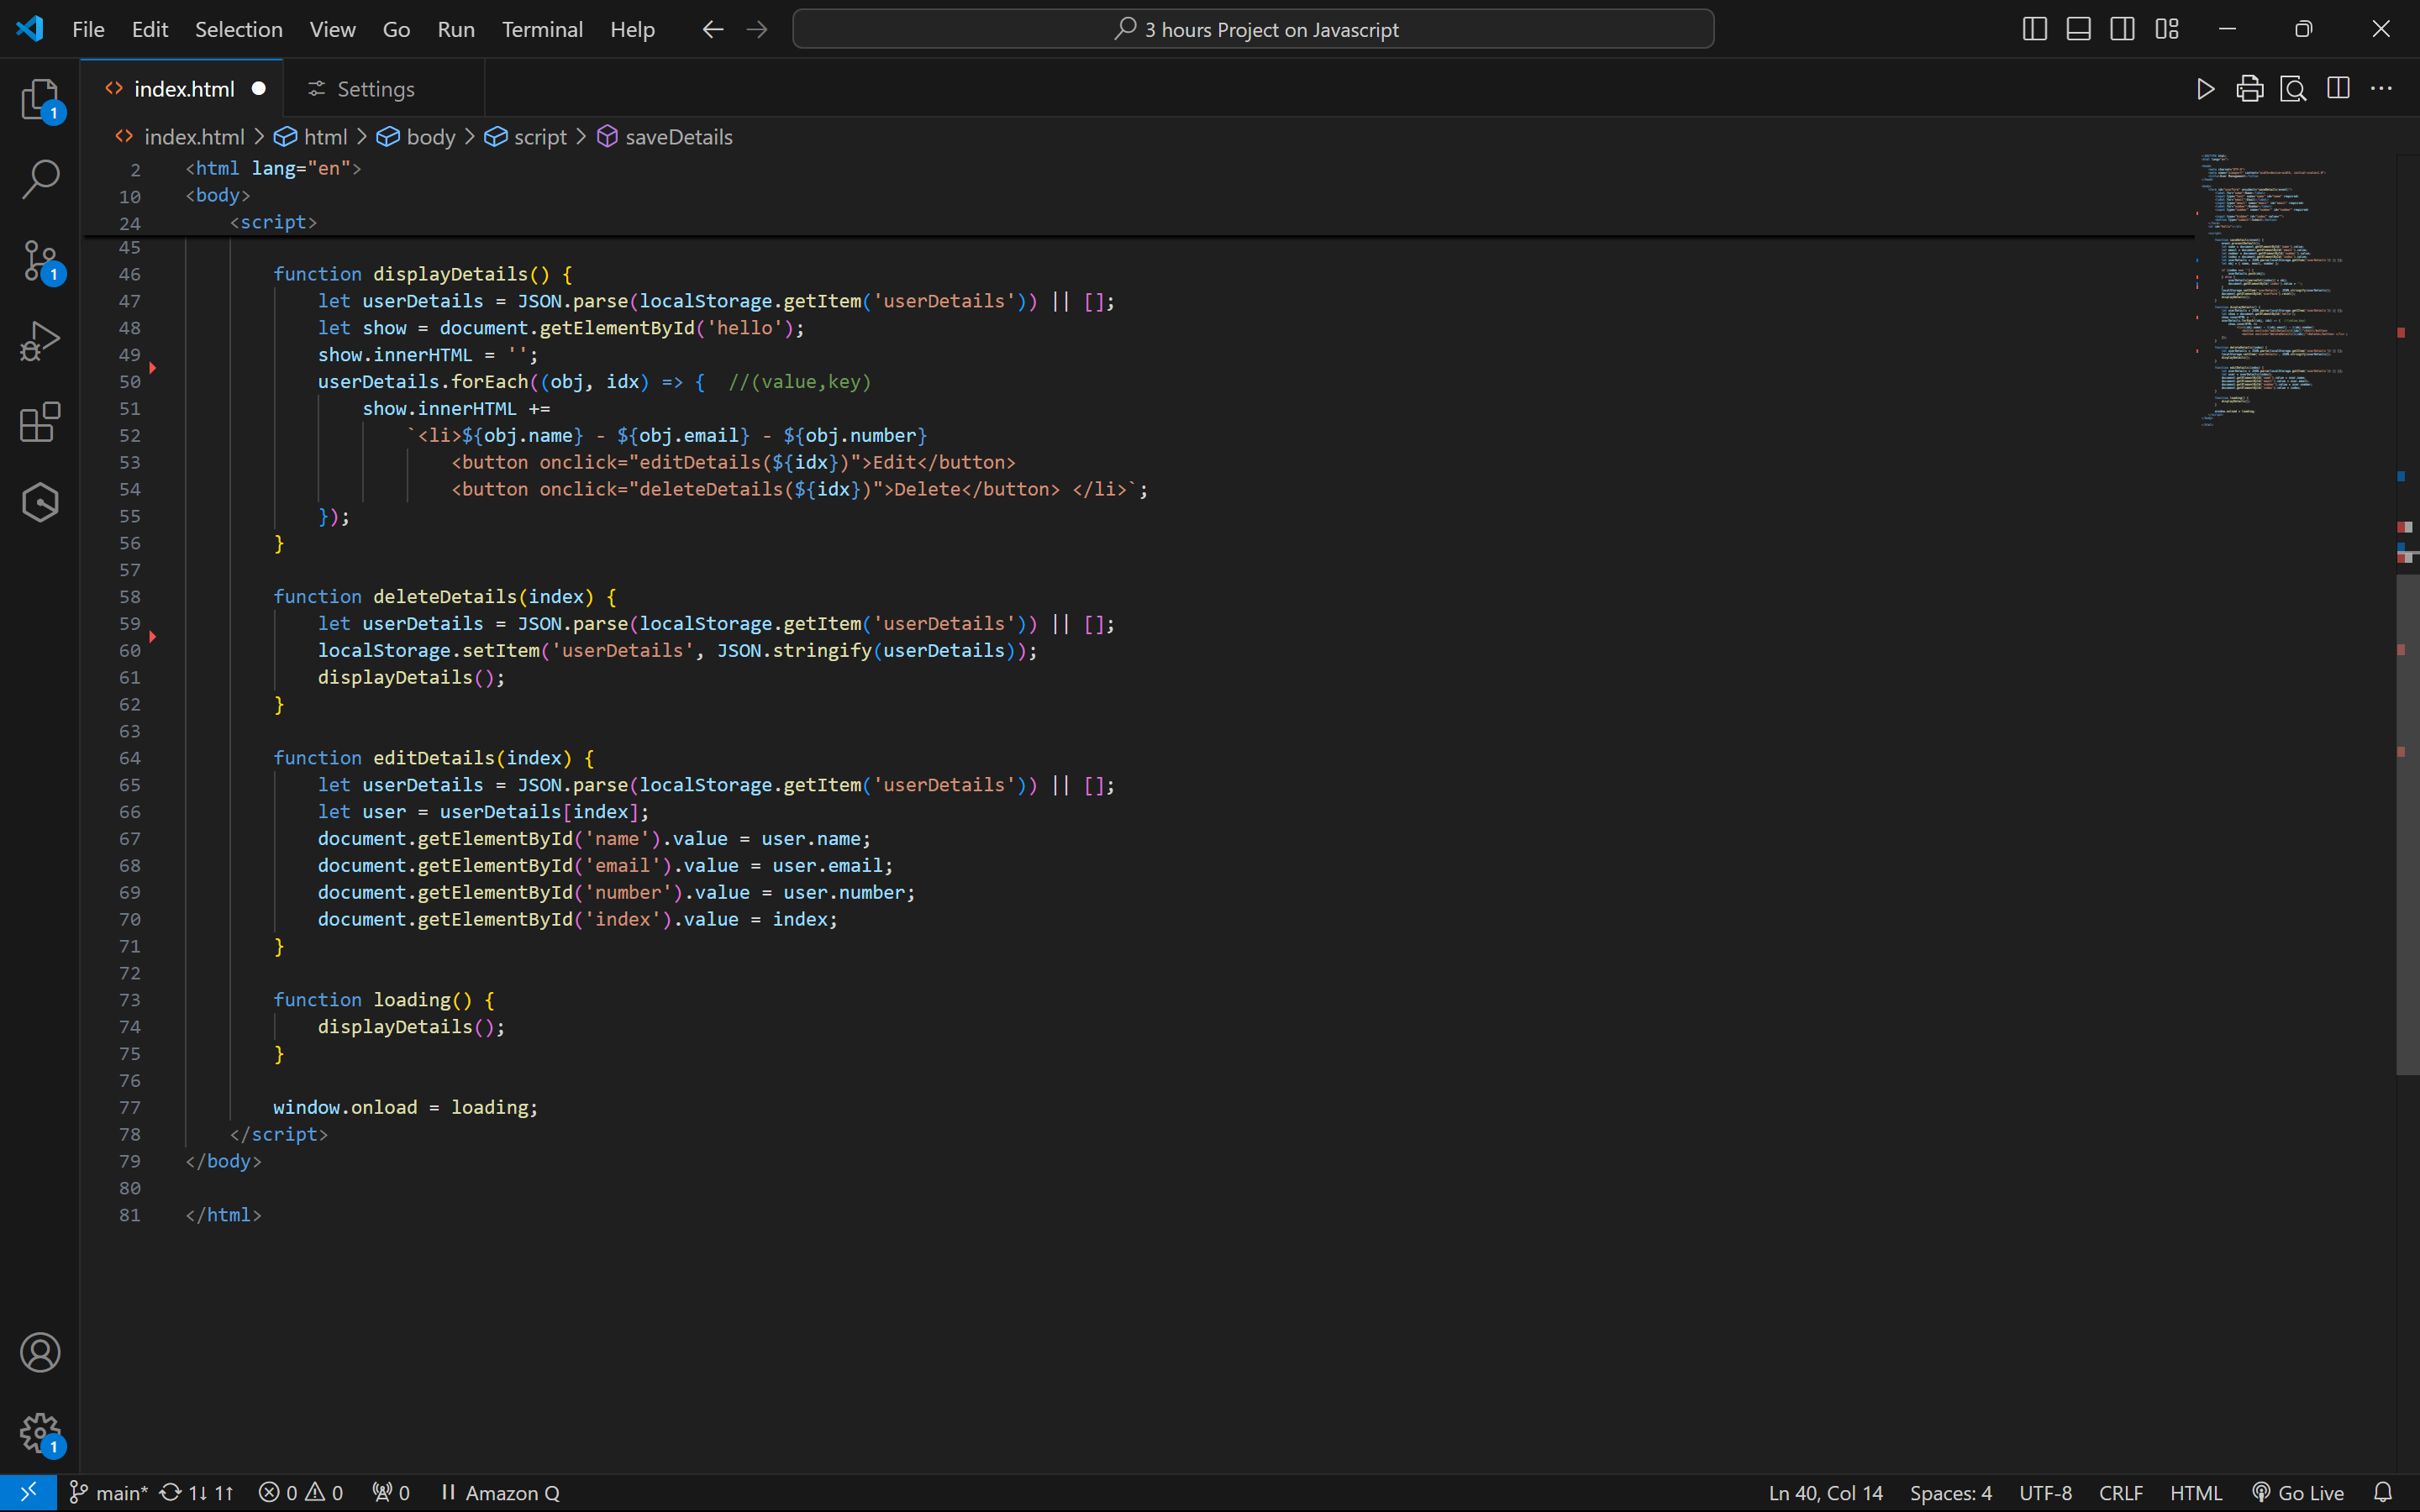 File Edit Selection View Go Run Terminal Help 3 hours Project on Javascript
index.html Settings
index.html > html > body > script > saveDetails
2 <html lang="en">
10 <body>
24 <script>
45
46 function displayDetails() {
47 let userDetails = JSON.parse(localStorage.getItem('userDetails')) || [];
48 let show = document.getElementById('hello');
49 show.innerHTML = '';
50 userDetails.forEach((obj, idx) => { //(value,key)
51 show.innerHTML +=
52 `<li>${obj.name} - ${obj.email} - ${obj.number}
53 <button onclick="editDetails(${idx})">Edit</button>
54 <button onclick="deleteDetails(${idx})">Delete</button> </li>`;
55 });
56 }
57
58 function deleteDetails(index) {
59 let userDetails = JSON.parse(localStorage.getItem('userDetails')) || [];
60 localStorage.setItem('userDetails', JSON.stringify(userDetails));
61 displayDetails();
62 }
63
64 function editDetails(index) {
65 let userDetails = JSON.parse(localStorage.getItem('userDetails')) || [];
66 let user = userDetails[index];
67 document.getElementById('name').value = user.name;
68 document.getElementById('email').value = user.email;
69 document.getElementById('number').value = user.number;
70 document.getElementById('index').value = index;
71 }
72
73 function loading() {
74 displayDetails();
75 }
76
77 window.onload = loading;
78 </script>
79 </body>
80
81 </html>
1
1
1
main* 1↓ 1↑ 0 0 0 Amazon Q Ln 40, Col 14 Spaces: 4 UTF-8 CRLF HTML Go Live